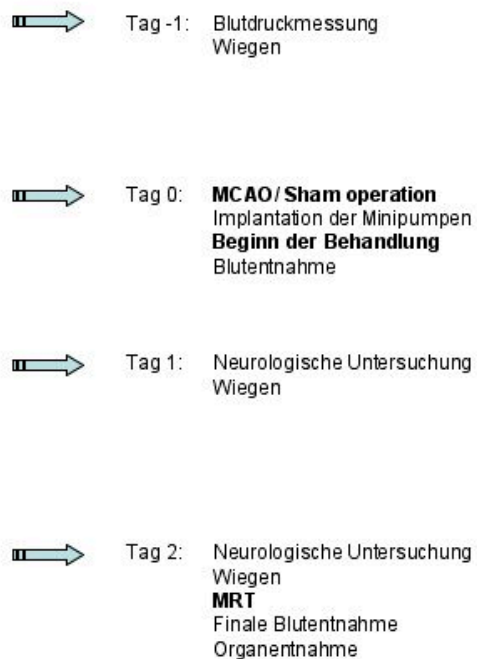 Tag -1: Blutdruckmessung
Wiegen
Tag 0: MCAO/ Sham operation
Implantation der Minipumpen
Beginn der Behandlung
Blutentnahme
Tag 1: Neurologische Untersuchung
Wiegen
Tag 2: Neurologische Untersuchung
Wiegen
MRT
Finale Blutentnahme
Organentnahme